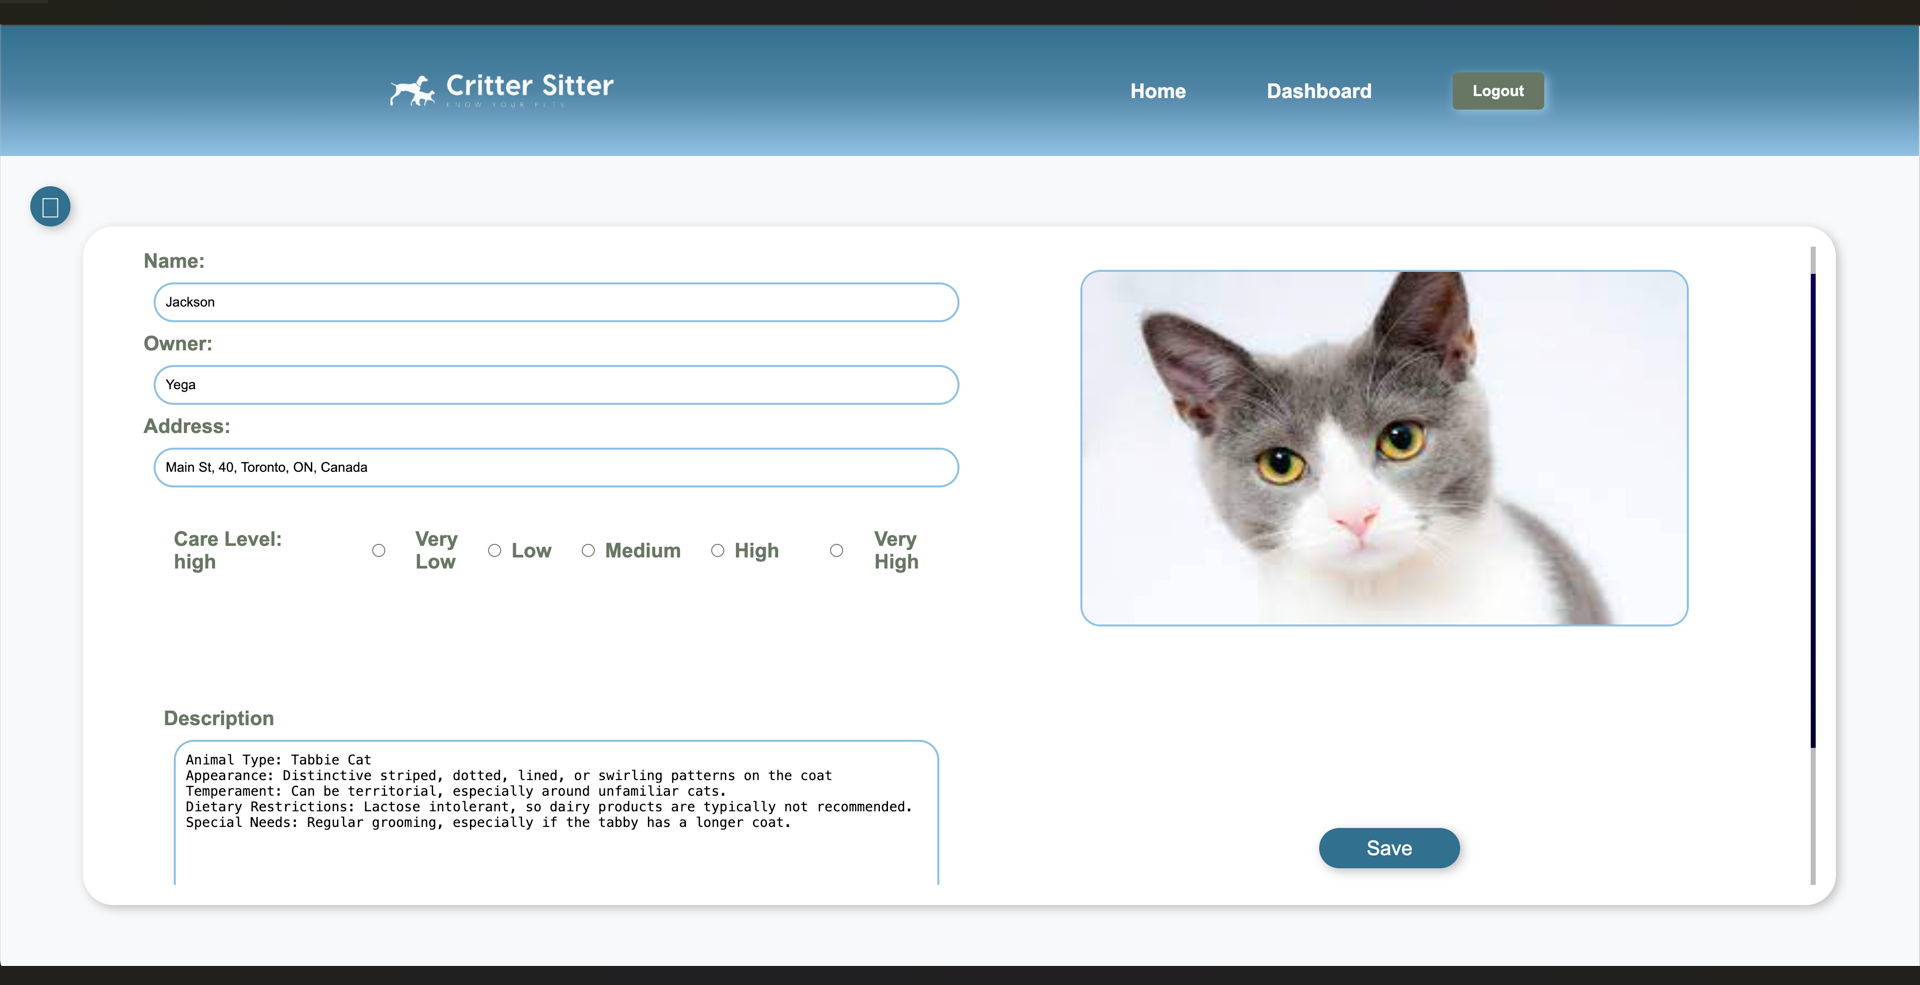 Critter Sitter
KNOW YOUR PETS
Home
Dashboard
Logout
Name:
Jackson
Owner:
Yega
Address:
Main St, 40, Toronto, ON, Canada
Care Level:
high
Very
Low
Low
Medium
High
Very
High
Description
Animal Type: Tabbie Cat
Appearance: Distinctive striped, dotted, lined, or swirling patterns on the coat
Temperament: Can be territorial, especially around unfamiliar cats.
Dietary Restrictions: Lactose intolerant, so dairy products are typically not recommended.
Special Needs: Regular grooming, especially if the tabby has a longer coat.
Save